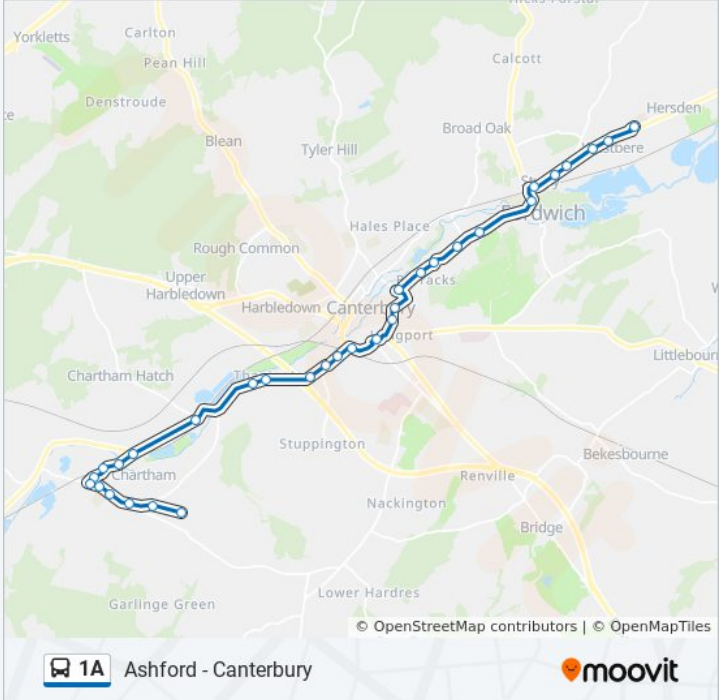 Yorkletts
Carlton
Pean Hill
Calcott
Denstroude
Hersden
Blean
Broad Oak
Tyler Hill
Hales Place
Rough Common
Upper
Harbledown
Harbledown
Canterbury
Chartham Hatch
Stuppington
Bekesbourne
Chartham
Renville
Nackington
Bridge
Lower Hardres
Garlinge Green
© OpenStreetMap contributors | © OpenMapTiles
1A Ashford - Canterbury
moovit